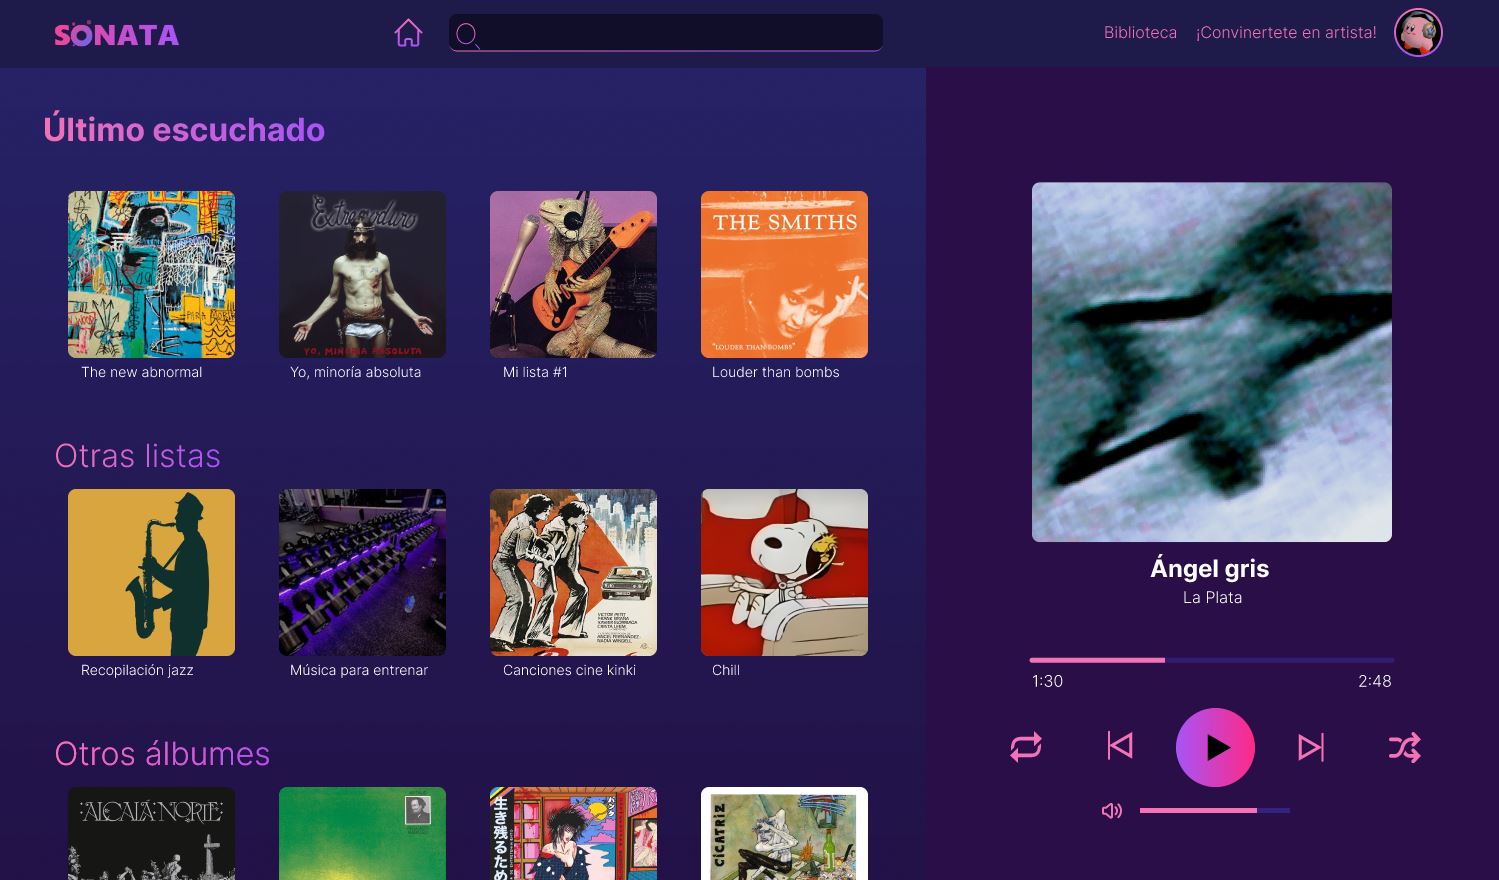 SONATA
Biblioteca
¡Convinertete en artista!
Último escuchado
Extremoduro
YO, MINORÍA ABSOLUTA
THE SMITHS
"LOUDER THAN BOMBS"
The new abnormal
Yo, minoría absoluta
Mi lista #1
Louder than bombs
Otras listas
Recopilación jazz
Música para entrenar
Canciones cine kinki
Chill
Ángel gris
La Plata
1:30
2:48
Otros álbumes
ALCALÁ NORTE
生き残るため
パンク
CICATRIZ